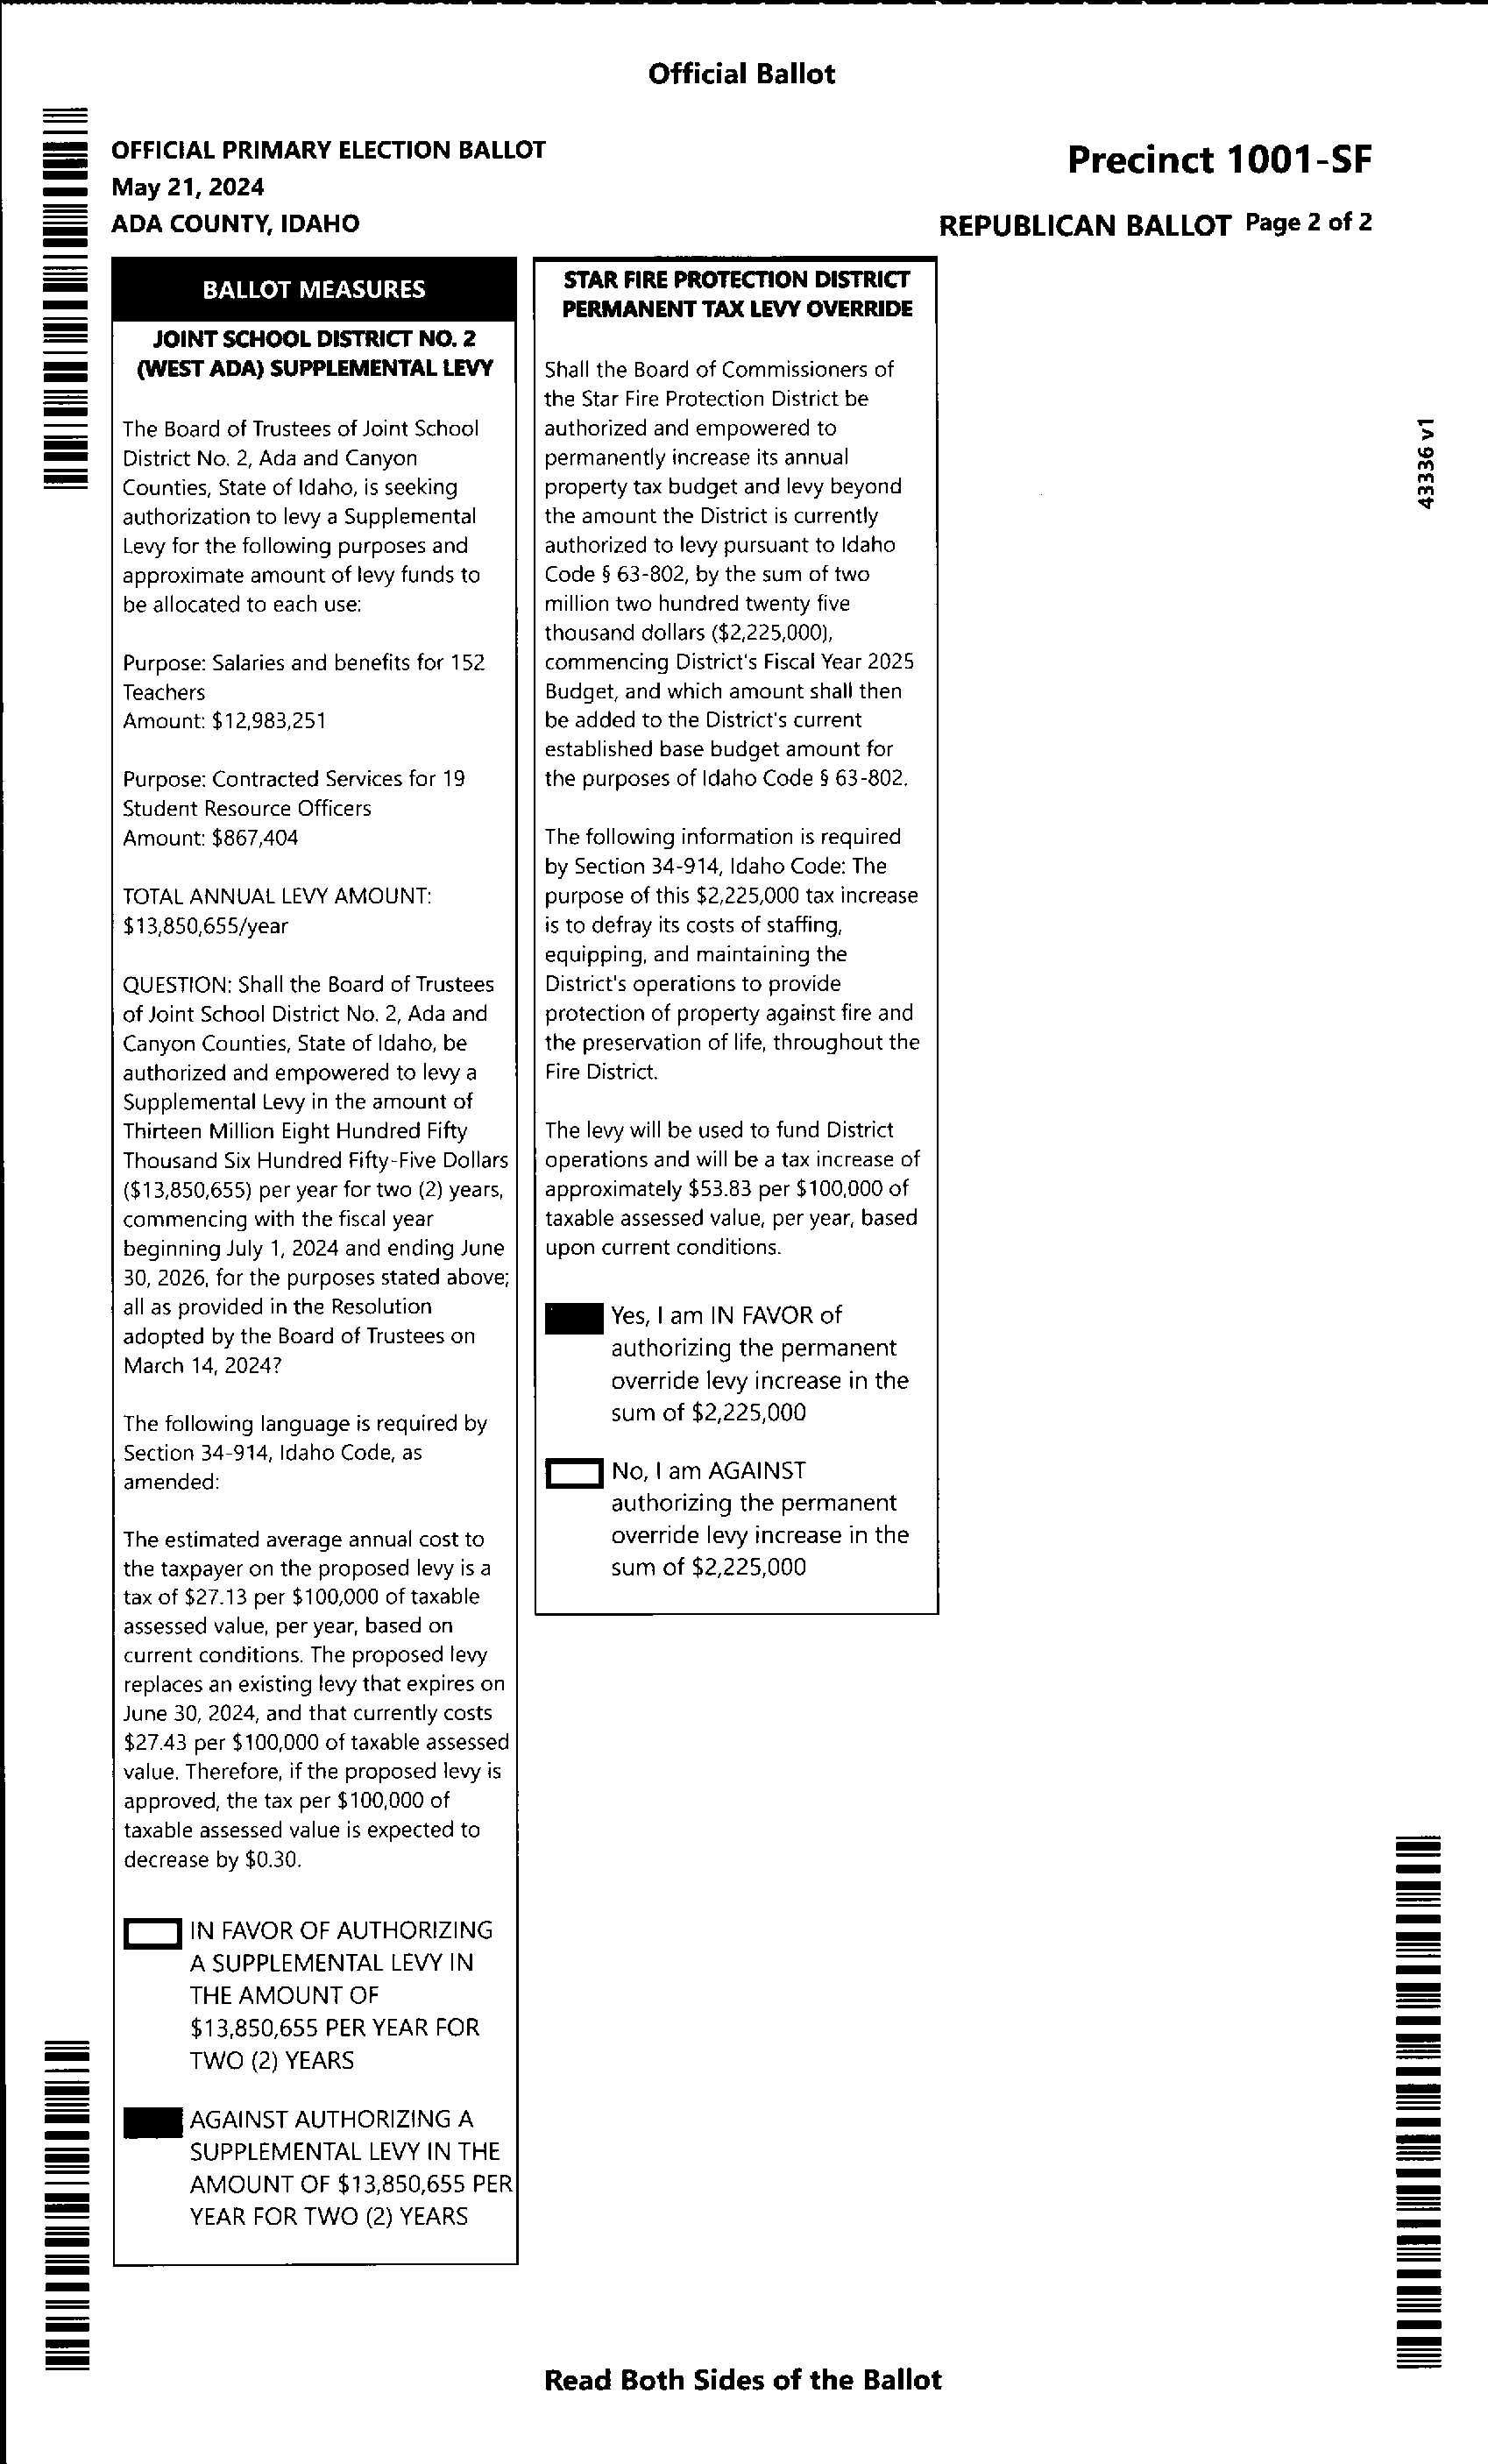 Official Ballot
OFFICIAL PRIMARY ELECTION BALLOT
May 21, 2024
ADA COUNTY, IDAHO
Precinct 1001-SF
REPUBLICAN BALLOT Page 2 of 2
BALLOT MEASURES
JOINT SCHOOL DISTRICT NO. 2
(WEST ADA) SUPPLEMENTAL LEVY
The Board of Trustees of Joint School
District No. 2, Ada and Canyon
Counties, State of Idaho, is seeking
authorization to levy a Supplemental
Levy for the following purposes and
approximate amount of levy funds to
be allocated to each use:
Purpose: Salaries and benefits for 152
Teachers
Amount: $12,983,251
Purpose: Contracted Services for 19
Student Resource Officers
Amount: $867,404
TOTAL ANNUAL LEVY AMOUNT:
$13,850,655/year
QUESTION: Shall the Board of Trustees
of Joint School District No. 2, Ada and
Canyon Counties, State of Idaho, be
authorized and empowered to levy a
Supplemental Levy in the amount of
Thirteen Million Eight Hundred Fifty
Thousand Six Hundred Fifty-Five Dollars
($13,850,655) per year for two (2) years,
commencing with the fiscal year
beginning July 1, 2024 and ending June
30, 2026, for the purposes stated above;
all as provided in the Resolution
adopted by the Board of Trustees on
March 14, 2024?
The following language is required by
Section 34-914, Idaho Code, as
amended:
The estimated average annual cost to
the taxpayer on the proposed levy is a
tax of $27.13 per $100,000 of taxable
assessed value, per year, based on
current conditions. The proposed levy
replaces an existing levy that expires on
June 30, 2024, and that currently costs
$27.43 per $100,000 of taxable assessed
value. Therefore, if the proposed levy is
approved, the tax per $100,000 of
taxable assessed value is expected to
decrease by $0.30.
IN FAVOR OF AUTHORIZING
A SUPPLEMENTAL LEVY IN
THE AMOUNT OF
$13,850,655 PER YEAR FOR
TWO (2) YEARS
AGAINST AUTHORIZING A
SUPPLEMENTAL LEVY IN THE
AMOUNT OF $13,850,655 PER
YEAR FOR TWO (2) YEARS
STAR FIRE PROTECTION DISTRICT
PERMANENT TAX LEVY OVERRIDE
Shall the Board of Commissioners of
the Star Fire Protection District be
authorized and empowered to
permanently increase its annual
property tax budget and levy beyond
the amount the District is currently
authorized to levy pursuant to Idaho
Code § 63-802, by the sum of two
million two hundred twenty five
thousand dollars ($2,225,000),
commencing District's Fiscal Year 2025
Budget, and which amount shall then
be added to the District's current
established base budget amount for
the purposes of Idaho Code § 63-802.
The following information is required
by Section 34-914, Idaho Code: The
purpose of this $2,225,000 tax increase
is to defray its costs of staffing,
equipping, and maintaining the
District's operations to provide
protection of property against fire and
the preservation of life, throughout the
Fire District.
The levy will be used to fund District
operations and will be a tax increase of
approximately $53.83 per $100,000 of
taxable assessed value, per year, based
upon current conditions.
Yes, I am IN FAVOR of
authorizing the permanent
override levy increase in the
sum of $2,225,000
No, I am AGAINST
authorizing the permanent
override levy increase in the
sum of $2,225,000
43336 v1
Read Both Sides of the Ballot